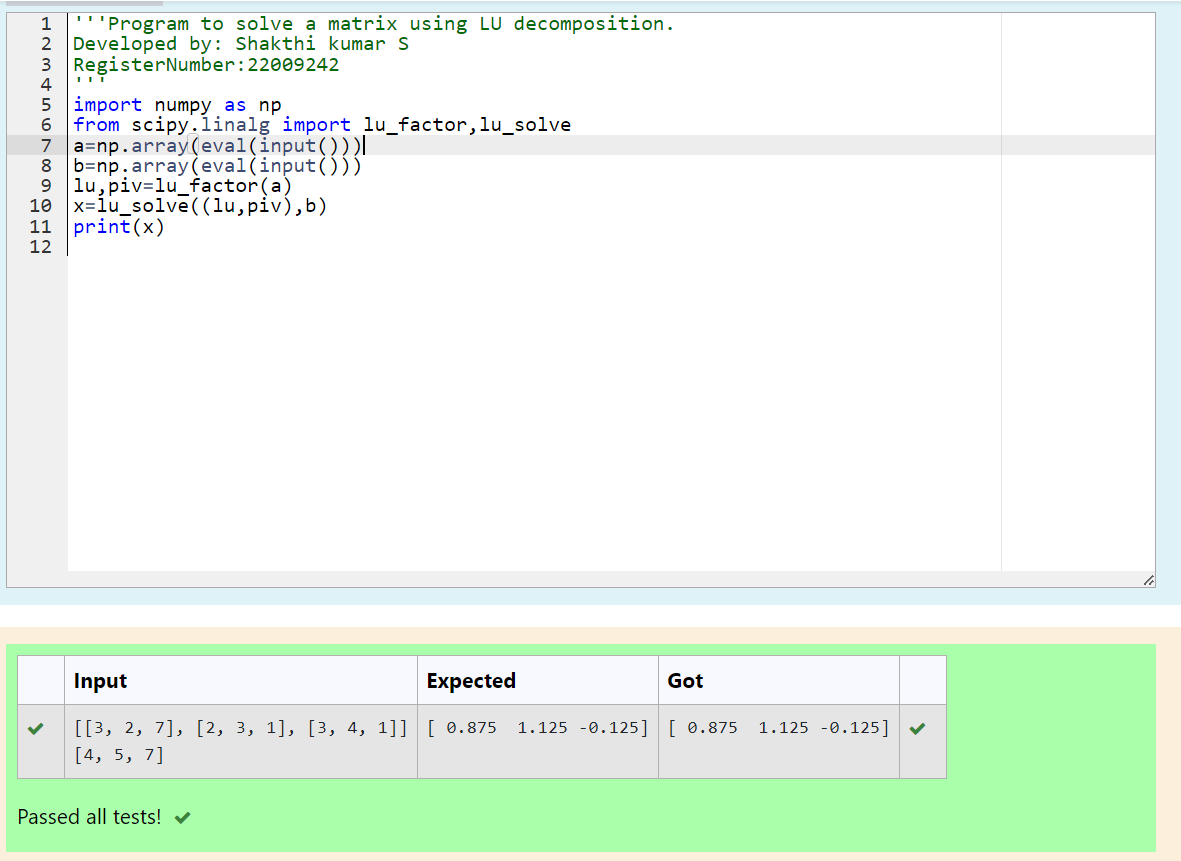 1 '''Program to solve a matrix using LU decomposition.
2 Developed by: Shakthi kumar S
3 RegisterNumber:22009242
4 '''
5 import numpy as np
6 from scipy.linalg import lu_factor,lu_solve
7 a=np.array(eval(input()))
8 b=np.array(eval(input()))
9 lu,piv=lu_factor(a)
10 x=lu_solve((lu,piv),b)
11 print(x)
12
Input Expected Got
[[3, 2, 7], [2, 3, 1], [3, 4, 1]] [ 0.875  1.125 -0.125] [ 0.875  1.125 -0.125]
[4, 5, 7]
Passed all tests!